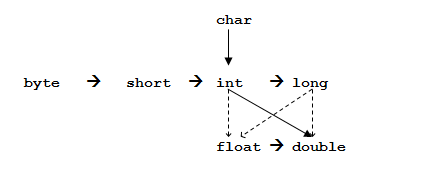 char
byte → short → int → long
float → double